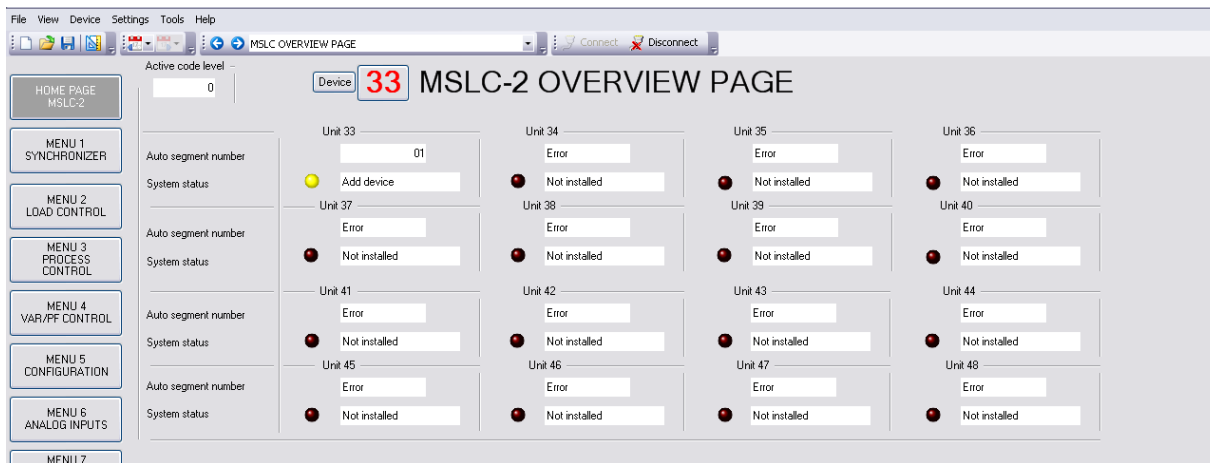 File View Device Settings Tools Help
MSLC OVERVIEW PAGE Connect Disconnect
Active code level
0
Device 33 MSLC-2 OVERVIEW PAGE
HOME PAGE
MSLC-2
MENU 1
SYNCHRONIZER
MENU 2
LOAD CONTROL
MENU 3
PROCESS
CONTROL
MENU 4
VAR/PF CONTROL
MENU 5
CONFIGURATION
MENU 6
ANALOG INPUTS
MENU 7
Unit 33 Unit 34 Unit 35 Unit 36
Auto segment number 01 Error Error Error
System status Add device Not installed Not installed Not installed
Unit 37 Unit 38 Unit 39 Unit 40
Auto segment number Error Error Error Error
System status Not installed Not installed Not installed Not installed
Unit 41 Unit 42 Unit 43 Unit 44
Auto segment number Error Error Error Error
System status Not installed Not installed Not installed Not installed
Unit 45 Unit 46 Unit 47 Unit 48
Auto segment number Error Error Error Error
System status Not installed Not installed Not installed Not installed